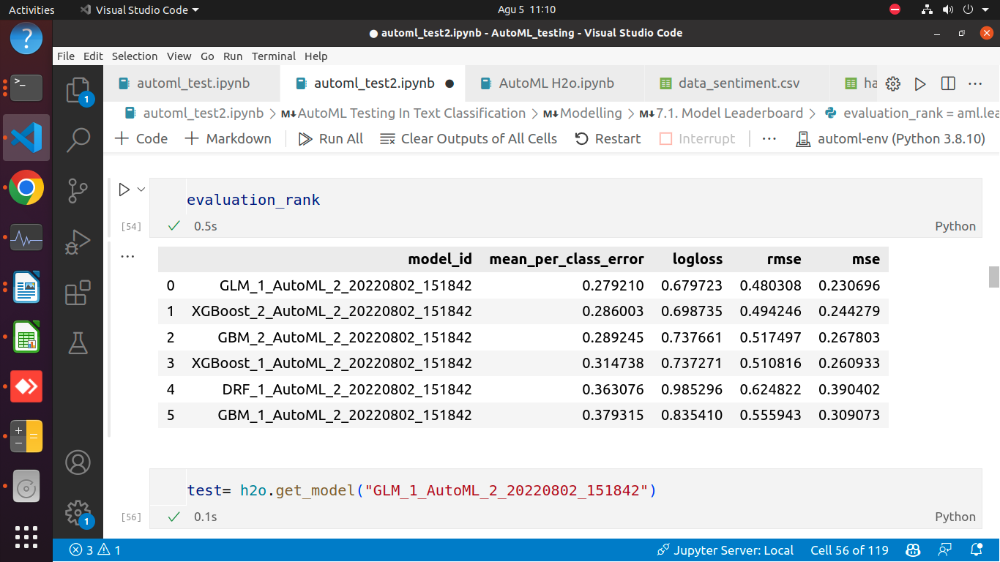 Activities Visual Studio Code Agu 5 11:10
automl_test2.ipynb - AutoML_testing - Visual Studio Code
File Edit Selection View Go Run Terminal Help
automl_test.ipynb automl_test2.ipynb AutoML H2o.ipynb data_sentiment.csv ha
automl_test2.ipynb > M↓AutoML Testing In Text Classification > M↓Modelling > M↓7.1. Model Leaderboard > evaluation_rank = aml.lea
+ Code + Markdown Run All Clear Outputs of All Cells Restart Interrupt ... automl-env (Python 3.8.10)
evaluation_rank
[54] 0.5s Python
model_id mean_per_class_error logloss rmse mse
0 GLM_1_AutoML_2_20220802_151842 0.279210 0.679723 0.480308 0.230696
1 XGBoost_2_AutoML_2_20220802_151842 0.286003 0.698735 0.494246 0.244279
2 GBM_2_AutoML_2_20220802_151842 0.289245 0.737661 0.517497 0.267803
3 XGBoost_1_AutoML_2_20220802_151842 0.314738 0.737271 0.510816 0.260933
4 DRF_1_AutoML_2_20220802_151842 0.363076 0.985296 0.624822 0.390402
5 GBM_1_AutoML_2_20220802_151842 0.379315 0.835410 0.555943 0.309073
test= h2o.get_model("GLM_1_AutoML_2_20220802_151842")
[56] 0.1s Python
1
1
3 1 Jupyter Server: Local Cell 56 of 119